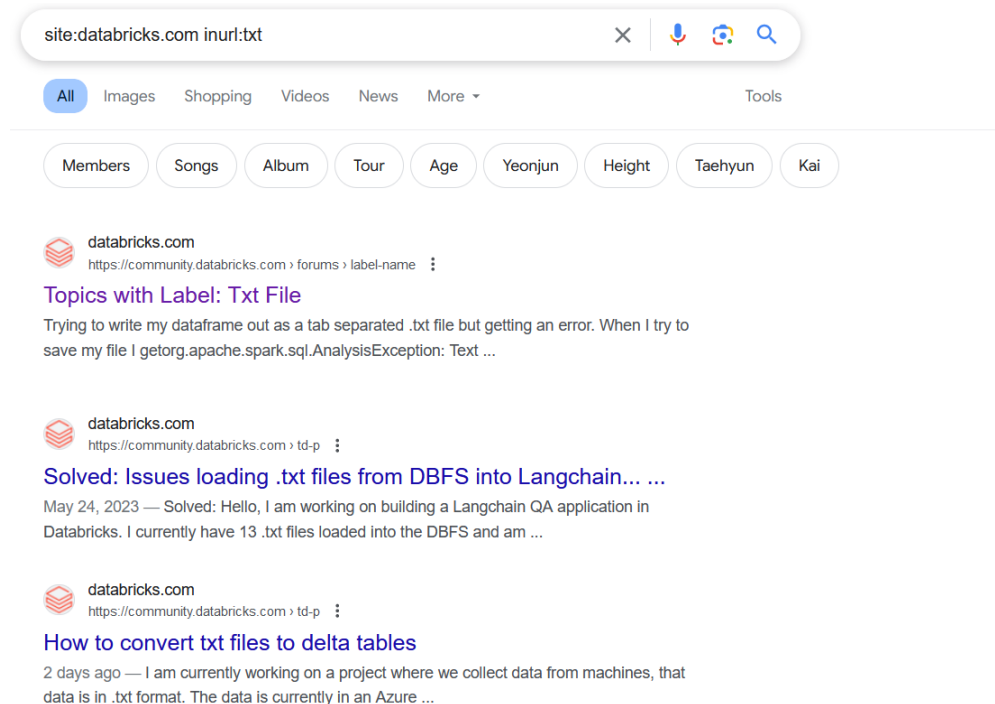 site:databricks.com inurl:txt
All Images Shopping Videos News More Tools
Members Songs Album Tour Age Yeonjun Height Taehyun Kai
databricks.com
https://community.databricks.com › forums › label-name
Topics with Label: Txt File
Trying to write my dataframe out as a tab separated .txt file but getting an error. When I try to
save my file I getorg.apache.spark.sql.AnalysisException: Text ...
databricks.com
https://community.databricks.com › td-p
Solved: Issues loading .txt files from DBFS into Langchain... ...
May 24, 2023 — Solved: Hello, I am working on building a Langchain QA application in
Databricks. I currently have 13 .txt files loaded into the DBFS and am ...
databricks.com
https://community.databricks.com › td-p
How to convert txt files to delta tables
2 days ago — I am currently working on a project where we collect data from machines, that
data is in .txt format. The data is currently in an Azure ...